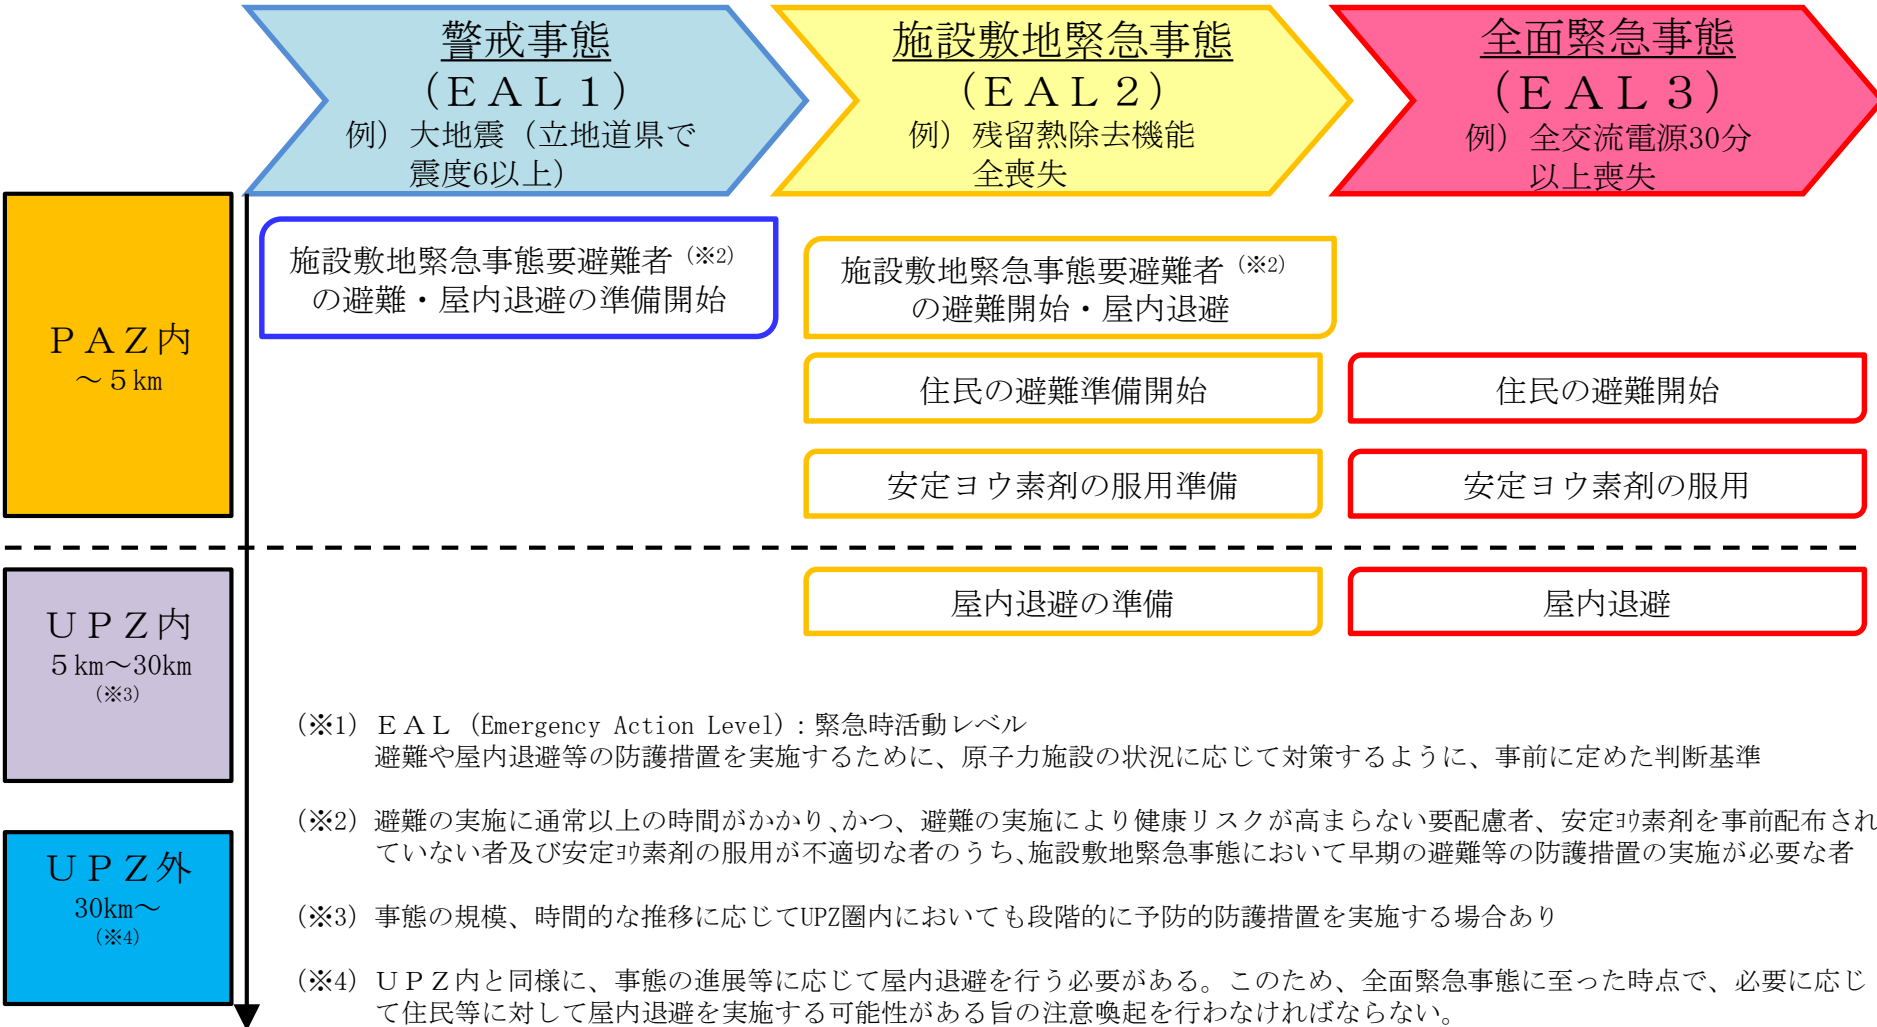 警戒事態
（ＥＡＬ１）
例）大地震（立地道県で
震度6以上）
施設敷地緊急事態
（ＥＡＬ２）
例）残留熱除去機能
全喪失
全面緊急事態
（ＥＡＬ３）
例）全交流電源30分
以上喪失
ＰＡＺ内
～５km
施設敷地緊急事態要避難者（※2）
の避難・屋内退避の準備開始
施設敷地緊急事態要避難者（※2）
の避難開始・屋内退避
住民の避難準備開始
住民の避難開始
安定ヨウ素剤の服用準備
安定ヨウ素剤の服用
ＵＰＺ内
５km～30km
（※3）
屋内退避の準備
屋内退避
ＵＰＺ外
30km～
（※4）
（※1）ＥＡＬ（Emergency Action Level）：緊急時活動レベル
避難や屋内退避等の防護措置を実施するために、原子力施設の状況に応じて対策するように、事前に定めた判断基準
（※2）避難の実施に通常以上の時間がかかり、かつ、避難の実施により健康リスクが高まらない要配慮者、安定ﾖｳ素剤を事前配布され
ていない者及び安定ﾖｳ素剤の服用が不適切な者のうち、施設敷地緊急事態において早期の避難等の防護措置の実施が必要な者
（※3）事態の規模、時間的な推移に応じてUPZ圏内においても段階的に予防的防護措置を実施する場合あり
（※4）ＵＰＺ内と同様に、事態の進展等に応じて屋内退避を行う必要がある。このため、全面緊急事態に至った時点で、必要に応じ
て住民等に対して屋内退避を実施する可能性がある旨の注意喚起を行わなければならない。